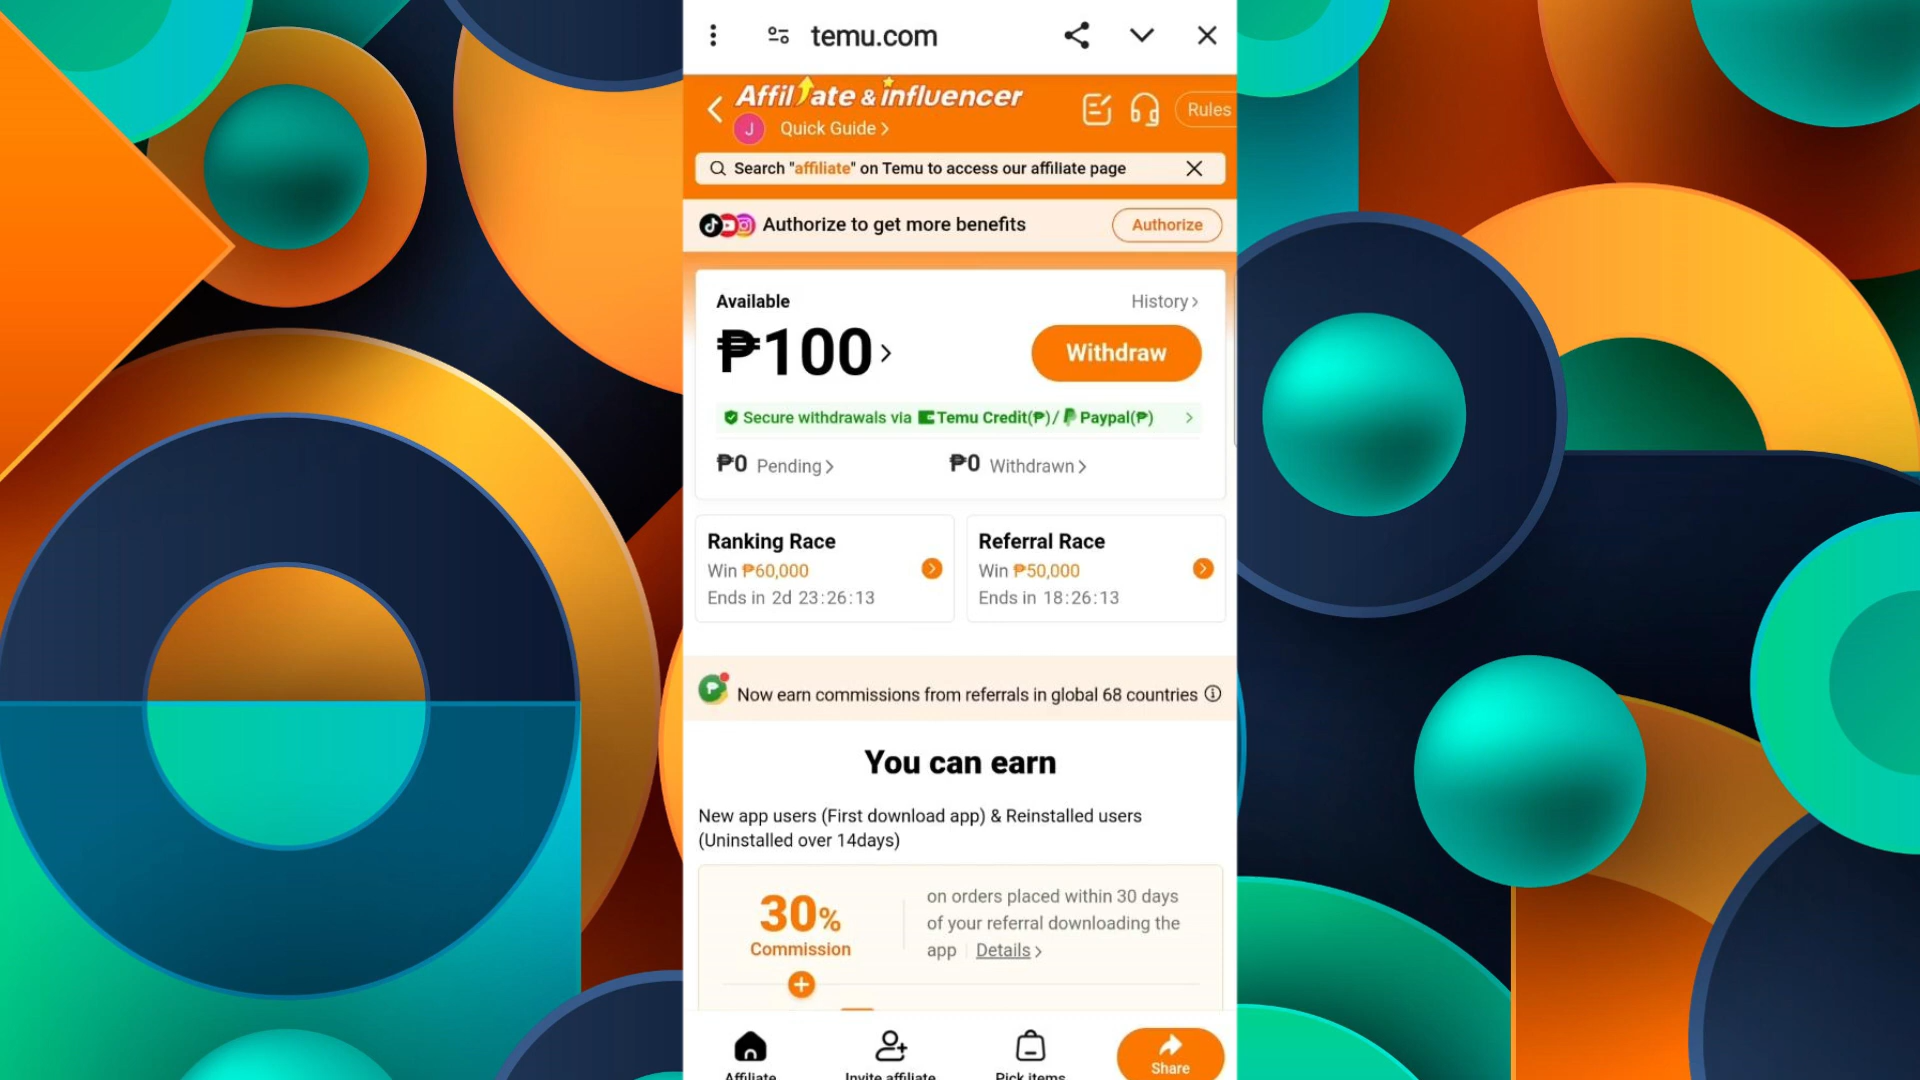 temu.com
Affiliate & influencer
J
Quick Guide >
Rules
Search "affiliate" on Temu to access our affiliate page
Authorize to get more benefits
Authorize
Available
History >
₱100 >
Withdraw
Secure withdrawals via Temu Credit(₱)/ Paypal(₱) >
₱0 Pending >
₱0 Withdrawn >
Ranking Race
Win ₱60,000
Ends in 2d 23:26:13
Referral Race
Win ₱50,000
Ends in 18:26:13
Now earn commissions from referrals in global 68 countries
You can earn
New app users (First download app) & Reinstalled users
(Uninstalled over 14days)
30%
Commission
on orders placed within 30 days
of your referral downloading the
app | Details >
Affiliate
Invite affiliate
Pick items
Share